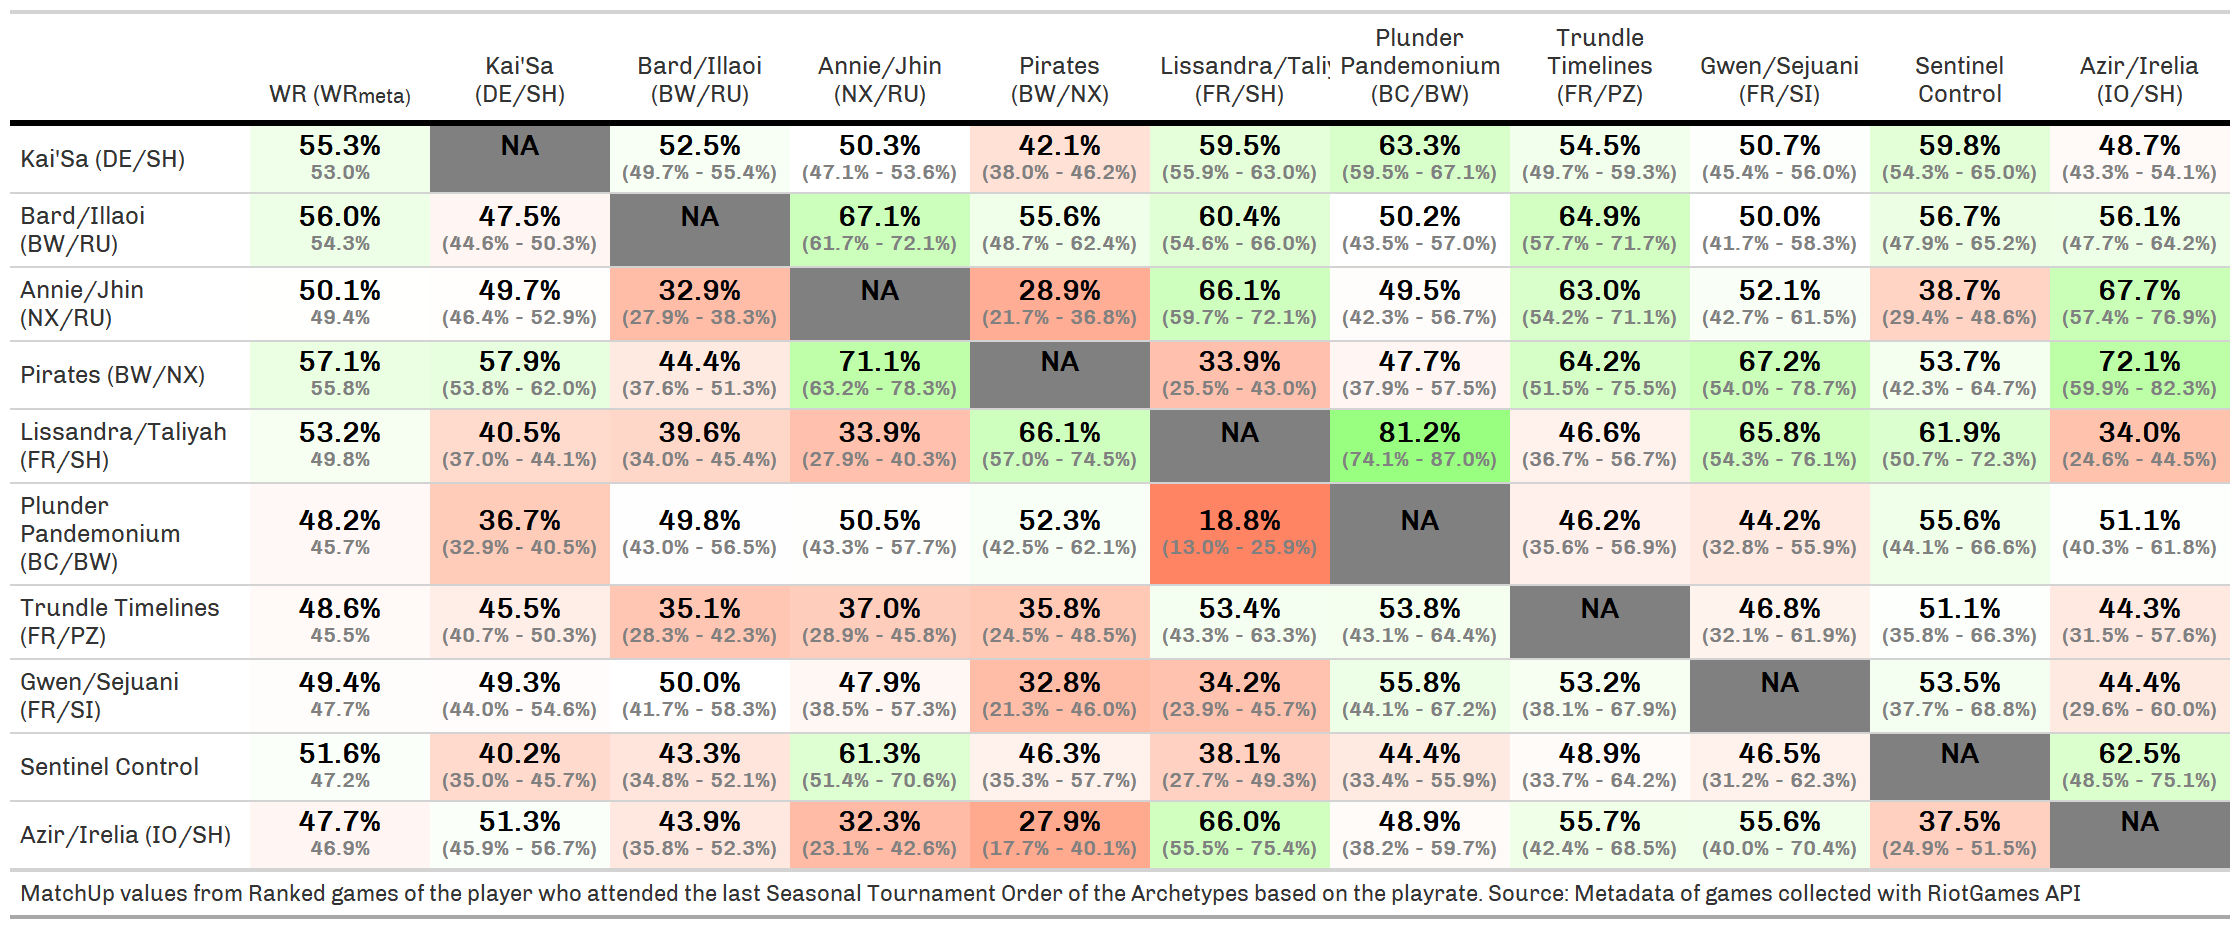 WR (WRmeta) Kai'Sa (DE/SH) Bard/Illaoi (BW/RU) Annie/Jhin (NX/RU) Pirates (BW/NX) Lissandra/Taliy (FR/SH) Plunder Pandemonium (BC/BW) Trundle Timelines (FR/PZ) Gwen/Sejuani (FR/SI) Sentinel Control Azir/Irelia (IO/SH)
Kai'Sa (DE/SH) 55.3% NA 52.5% 50.3% 42.1% 59.5% 63.3% 54.5% 50.7% 59.8% 48.7%
53.0% (49.7% - 55.4%) (47.1% - 53.6%) (38.0% - 46.2%) (55.9% - 63.0%) (59.5% - 67.1%) (49.7% - 59.3%) (45.4% - 56.0%) (54.3% - 65.0%) (43.3% - 54.1%)
Bard/Illaoi 56.0% 47.5% NA 67.1% 55.6% 60.4% 50.2% 64.9% 50.0% 56.7% 56.1%
(BW/RU) 54.3% (44.6% - 50.3%) (61.7% - 72.1%) (48.7% - 62.4%) (54.6% - 66.0%) (43.5% - 57.0%) (57.7% - 71.7%) (41.7% - 58.3%) (47.9% - 65.2%) (47.7% - 64.2%)
Annie/Jhin 50.1% 49.7% 32.9% NA 28.9% 66.1% 49.5% 63.0% 52.1% 38.7% 67.7%
(NX/RU) 49.4% (46.4% - 52.9%) (27.9% - 38.3%) (21.7% - 36.8%) (59.7% - 72.1%) (42.3% - 56.7%) (54.2% - 71.1%) (42.7% - 61.5%) (29.4% - 48.6%) (57.4% - 76.9%)
Pirates (BW/NX) 57.1% 57.9% 44.4% 71.1% NA 33.9% 47.7% 64.2% 67.2% 53.7% 72.1%
55.8% (53.8% - 62.0%) (37.6% - 51.3%) (63.2% - 78.3%) (25.5% - 43.0%) (37.9% - 57.5%) (51.5% - 75.5%) (54.0% - 78.7%) (42.3% - 64.7%) (59.9% - 82.3%)
Lissandra/Taliyah 53.2% 40.5% 39.6% 33.9% 66.1% NA 81.2% 46.6% 65.8% 61.9% 34.0%
(FR/SH) 49.8% (37.0% - 44.1%) (34.0% - 45.4%) (27.9% - 40.3%) (57.0% - 74.5%) (74.1% - 87.0%) (36.7% - 56.7%) (54.3% - 76.1%) (50.7% - 72.3%) (24.6% - 44.5%)
Plunder
Pandemonium 48.2% 36.7% 49.8% 50.5% 52.3% 18.8% NA 46.2% 44.2% 55.6% 51.1%
(BC/BW) 45.7% (32.9% - 40.5%) (43.0% - 56.5%) (43.3% - 57.7%) (42.5% - 62.1%) (13.0% - 25.9%) (35.6% - 56.9%) (32.8% - 55.9%) (44.1% - 66.6%) (40.3% - 61.8%)
Trundle Timelines 48.6% 45.5% 35.1% 37.0% 35.8% 53.4% 53.8% NA 46.8% 51.1% 44.3%
(FR/PZ) 45.5% (40.7% - 50.3%) (28.3% - 42.3%) (28.9% - 45.8%) (24.5% - 48.5%) (43.3% - 63.3%) (43.1% - 64.4%) (32.1% - 61.9%) (35.8% - 66.3%) (31.5% - 57.6%)
Gwen/Sejuani 49.4% 49.3% 50.0% 47.9% 32.8% 34.2% 55.8% 53.2% NA 53.5% 44.4%
(FR/SI) 47.7% (44.0% - 54.6%) (41.7% - 58.3%) (38.5% - 57.3%) (21.3% - 46.0%) (23.9% - 45.7%) (44.1% - 67.2%) (38.1% - 67.9%) (37.7% - 68.8%) (29.6% - 60.0%)
Sentinel Control 51.6% 40.2% 43.3% 61.3% 46.3% 38.1% 44.4% 48.9% 46.5% NA 62.5%
47.2% (35.0% - 45.7%) (34.8% - 52.1%) (51.4% - 70.6%) (35.3% - 57.7%) (27.7% - 49.3%) (33.4% - 55.9%) (33.7% - 64.2%) (31.2% - 62.3%) (48.5% - 75.1%)
Azir/Irelia (IO/SH) 47.7% 51.3% 43.9% 32.3% 27.9% 66.0% 48.9% 55.7% 55.6% 37.5% NA
46.9% (45.9% - 56.7%) (35.8% - 52.3%) (23.1% - 42.6%) (17.7% - 40.1%) (55.5% - 75.4%) (38.2% - 59.7%) (42.4% - 68.5%) (40.0% - 70.4%) (24.9% - 51.5%)
MatchUp values from Ranked games of the player who attended the last Seasonal Tournament Order of the Archetypes based on the playrate. Source: Metadata of games collected with RiotGames API